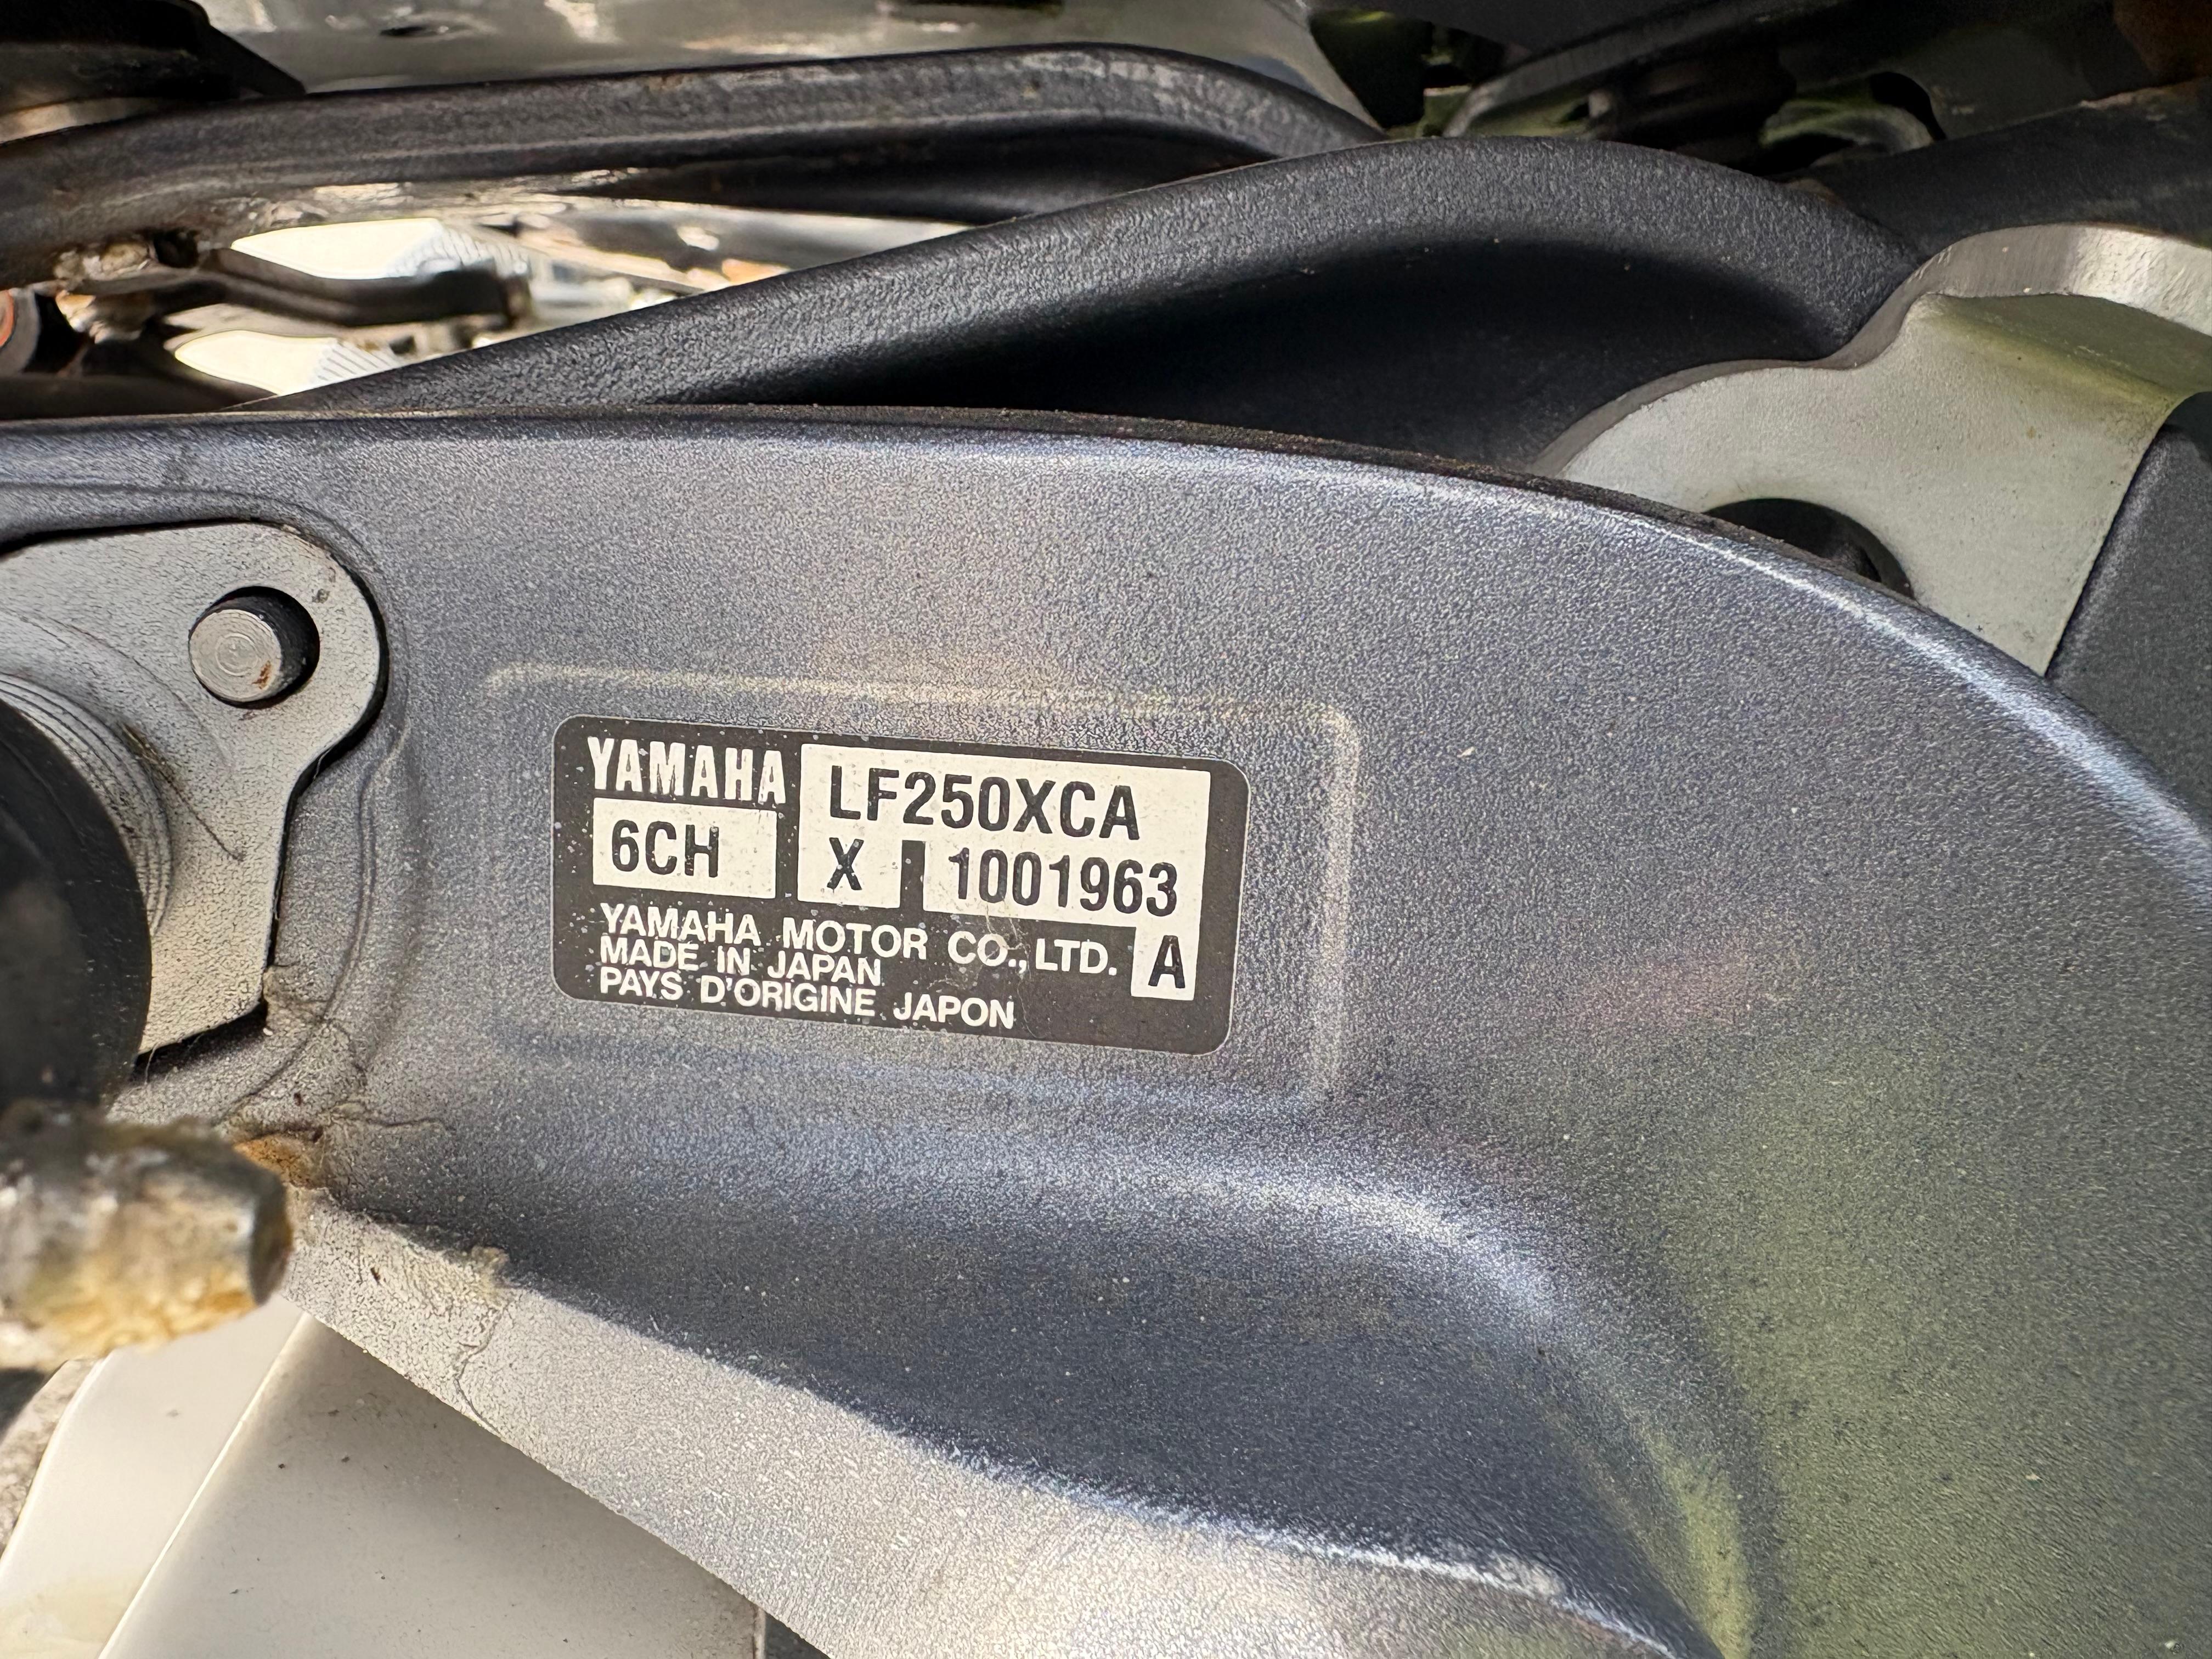 YAMAHA LF250XCA
6CH X 1001963
YAMAHA MOTOR CO., LTD. A
MADE IN JAPAN
PAYS D'ORIGINE JAPON